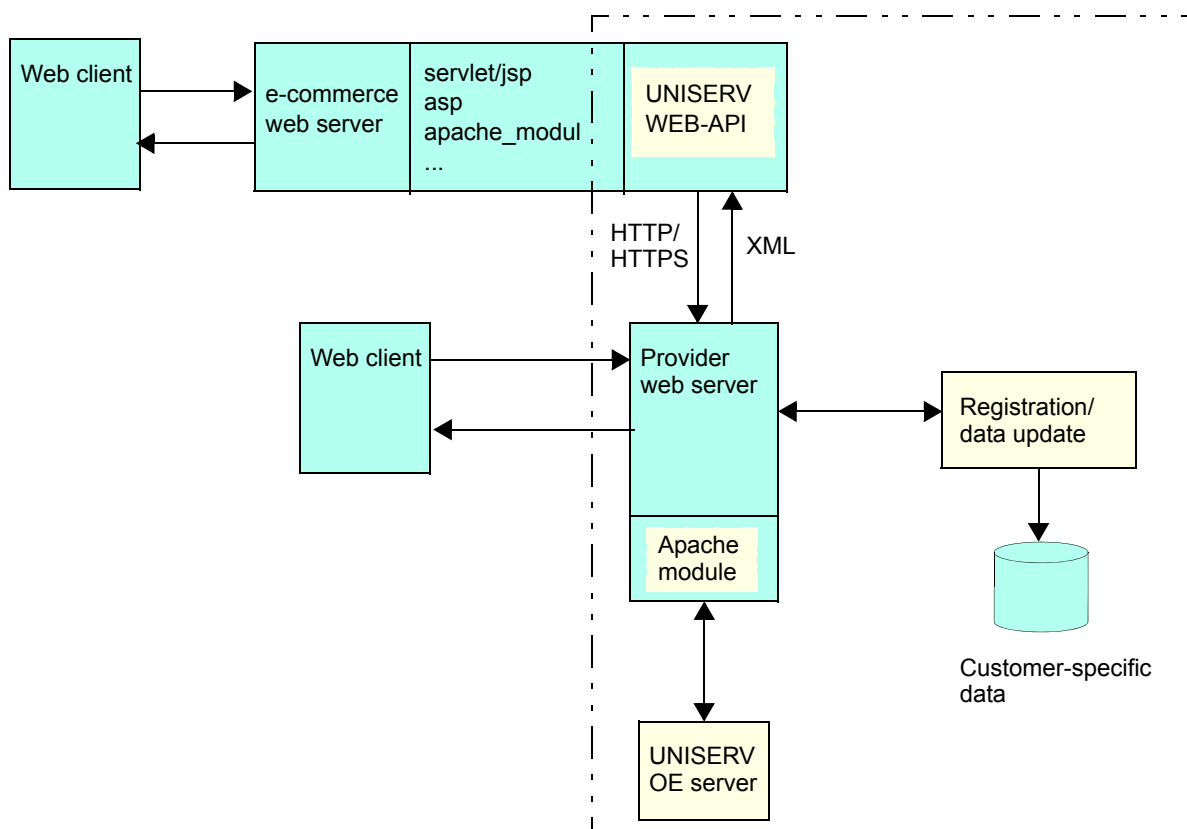 Web client
e-commerce
web server
servlet/jsp
asp
apache_modul
...
UNISERV
WEB-API
HTTP/
HTTPS
XML
Web client
Provider
web server
Registration/
data update
Apache
module
Customer-specific
data
UNISERV
OE server